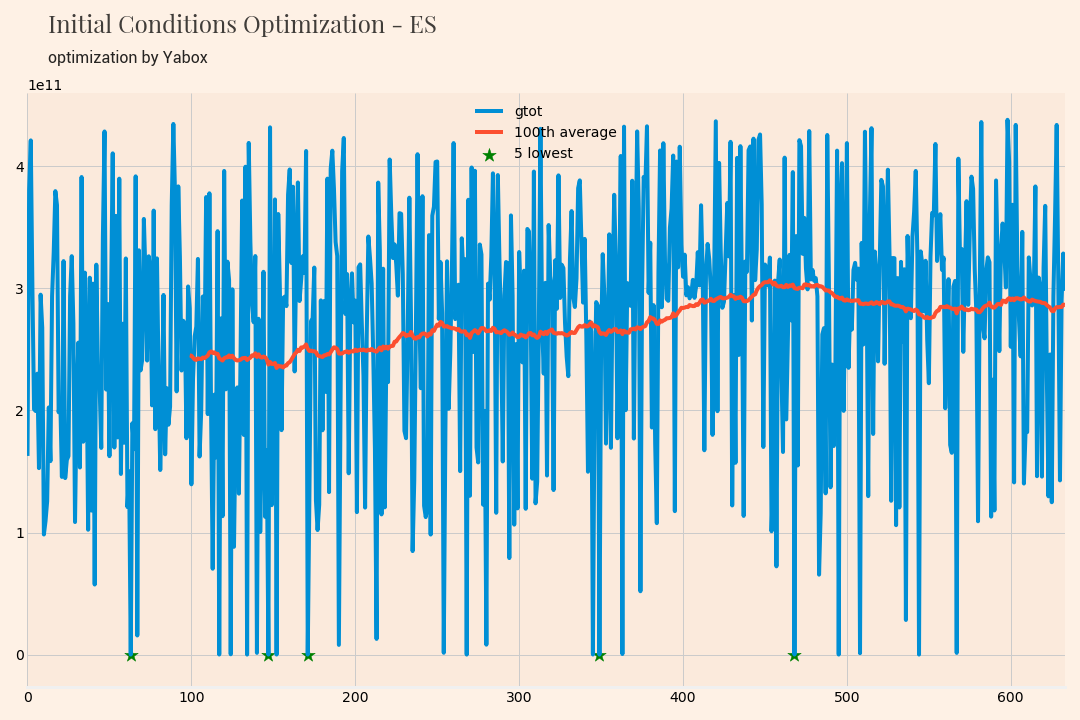 Initial Conditions Optimization - ES
optimization by Yabox
1e11
gtot
100th average
5 lowest
4
3
2
1
0
0 100 200 300 400 500 600